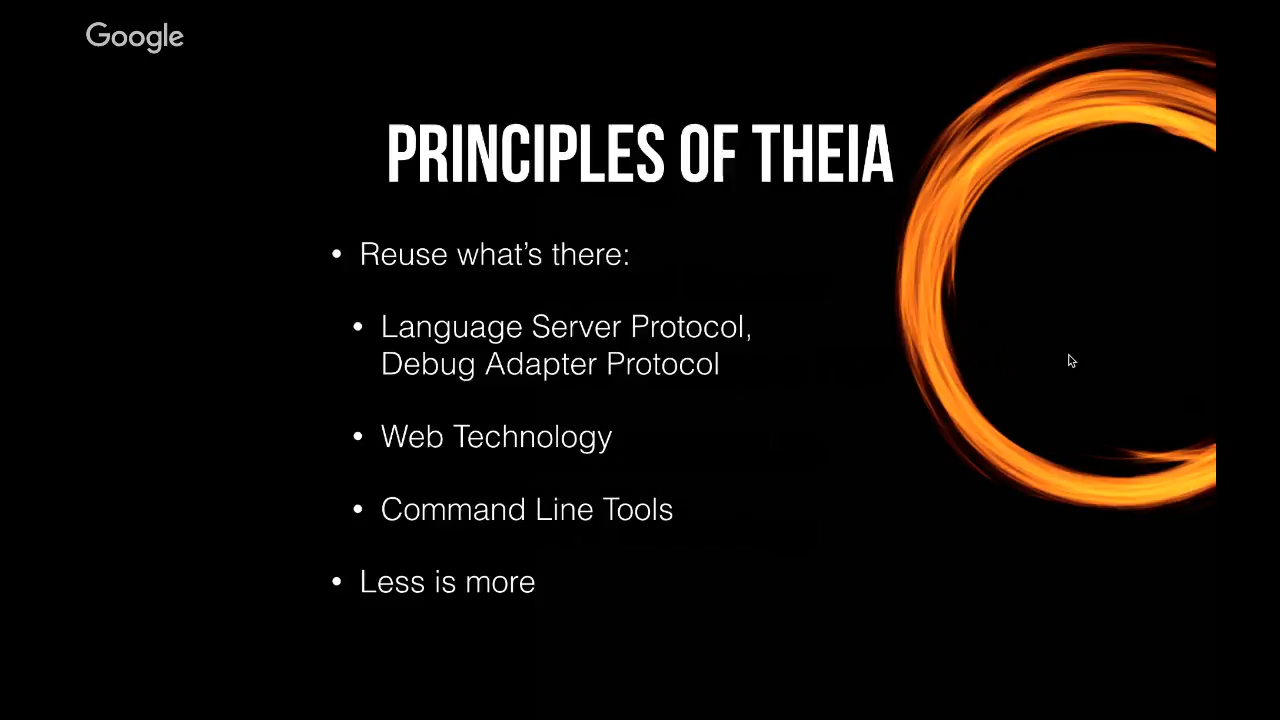 Google
PRINCIPLES OF THEIA
• Reuse what's there:
• Language Server Protocol,
Debug Adapter Protocol
• Web Technology
• Command Line Tools
• Less is more